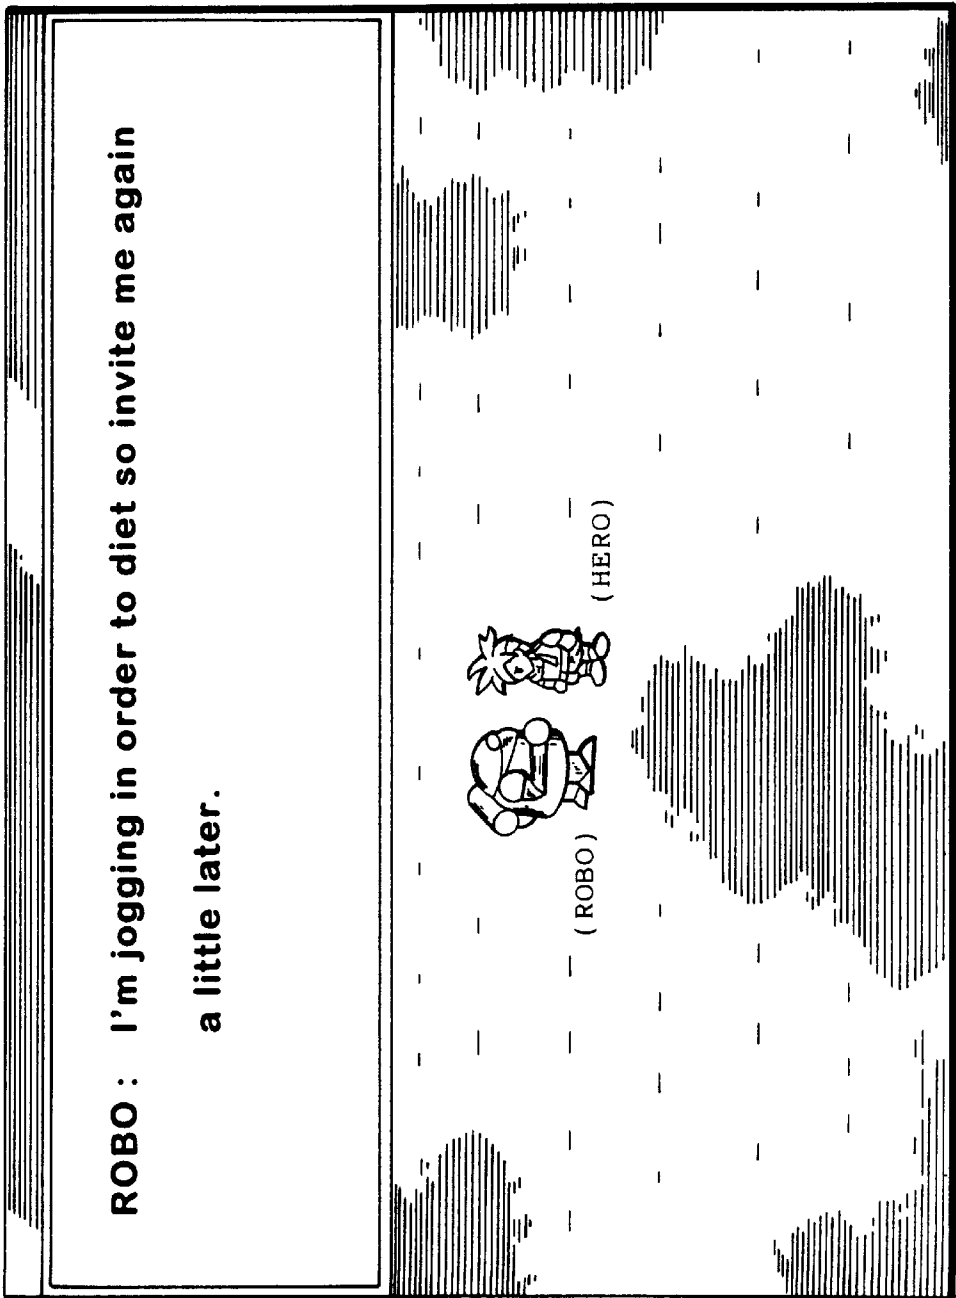 ROBO : I'm jogging in order to diet so invite me again
a little later.
(ROBO)
(HERO)